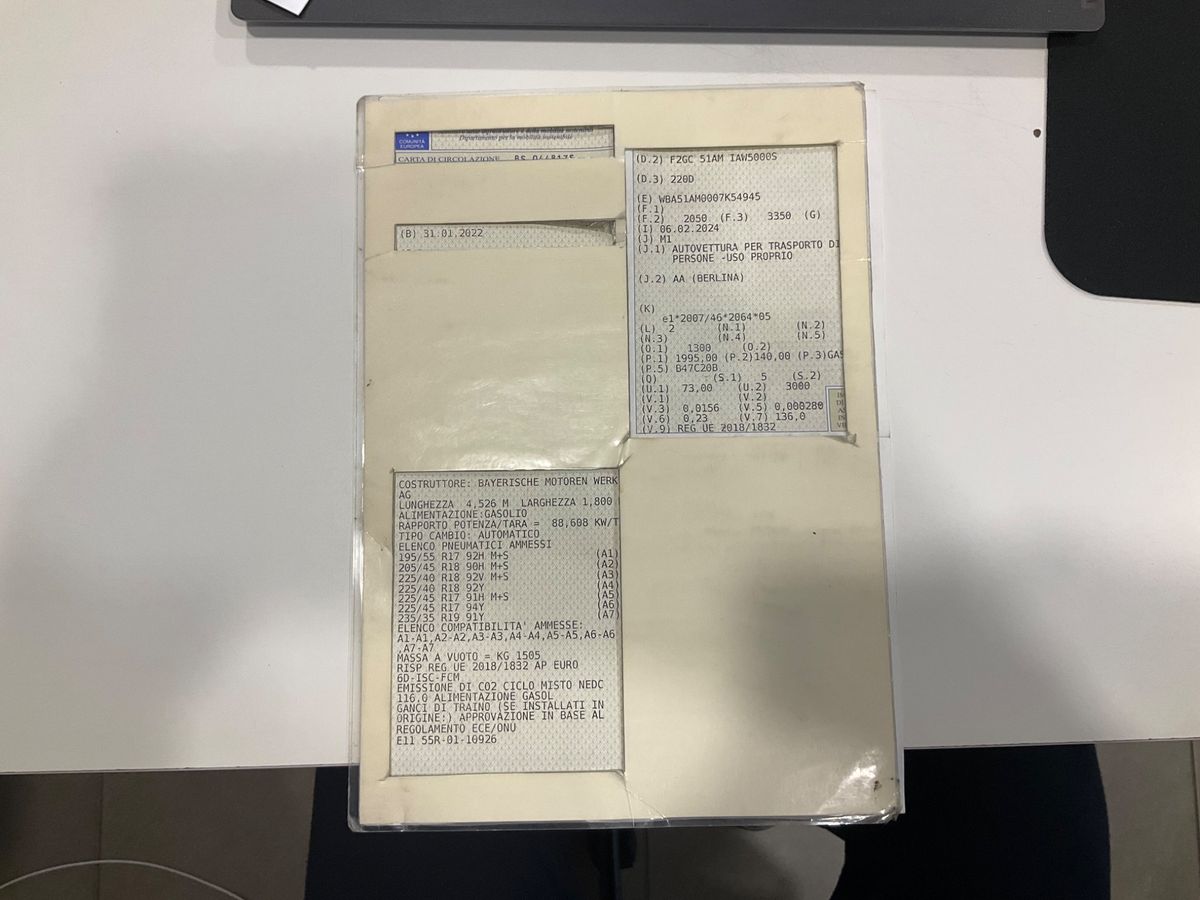 Dipartimento per la mobilità sostenibile
COMUNITÀ
EUROPEA
CARTA DI CIRCOLAZIONE
(B) 31.01.2022
(D.2) F2GC 51AM IAW5000S
(D.3) 220D
(E) WBA51AM0007K54945
(F.1)
(F.2) 2050 (F.3) 3350 (G)
(I) 06.02.2024
(J) M1
(J.1) AUTOVETTURA PER TRASPORTO DI
PERSONE -USO PROPRIO
(J.2) AA (BERLINA)
(K)
e1*2007/46*2064*05
(L) 2 (N.1) (N.2)
(N.3) (N.4) (N.5)
(O.1) 1300 (O.2)
(P.1) 1995,00 (P.2)140,00 (P.3)GAS
(P.5) B47C20B
(Q) - (S.1) 5 (S.2)
(U.1) 73,00 (U.2) 3000
(V.1) (V.2)
(V.3) 0,0156 (V.5) 0,000280
(V.6) 0,23 (V.7) 136,0
(V.9) REG UE 2018/1832
COSTRUTTORE: BAYERISCHE MOTOREN WERK
AG
LUNGHEZZA 4,526 M LARGHEZZA 1,800
ALIMENTAZIONE:GASOLIO
RAPPORTO POTENZA/TARA = 88,608 KW/T
TIPO CAMBIO: AUTOMATICO
ELENCO PNEUMATICI AMMESSI
195/55 R17 92H M+S (A1)
205/45 R18 90H M+S (A2)
225/40 R18 92V M+S (A3)
225/40 R18 92Y (A4)
225/45 R17 91H M+S (A5)
225/45 R17 94Y (A6)
235/35 R19 91Y (A7)
ELENCO COMPATIBILITA' AMMESSE:
A1-A1,A2-A2,A3-A3,A4-A4,A5-A5,A6-A6
,A7-A7
MASSA A VUOTO = KG 1505
RISP REG UE 2018/1832 AP EURO
6D-ISC-FCM
EMISSIONE DI CO2 CICLO MISTO NEDC
116.0 ALIMENTAZIONE GASOL
GANCI DI TRAINO (SE INSTALLATI IN
ORIGINE:) APPROVAZIONE IN BASE AL
REGOLAMENTO ECE/ONU
E11 55R-01-10926